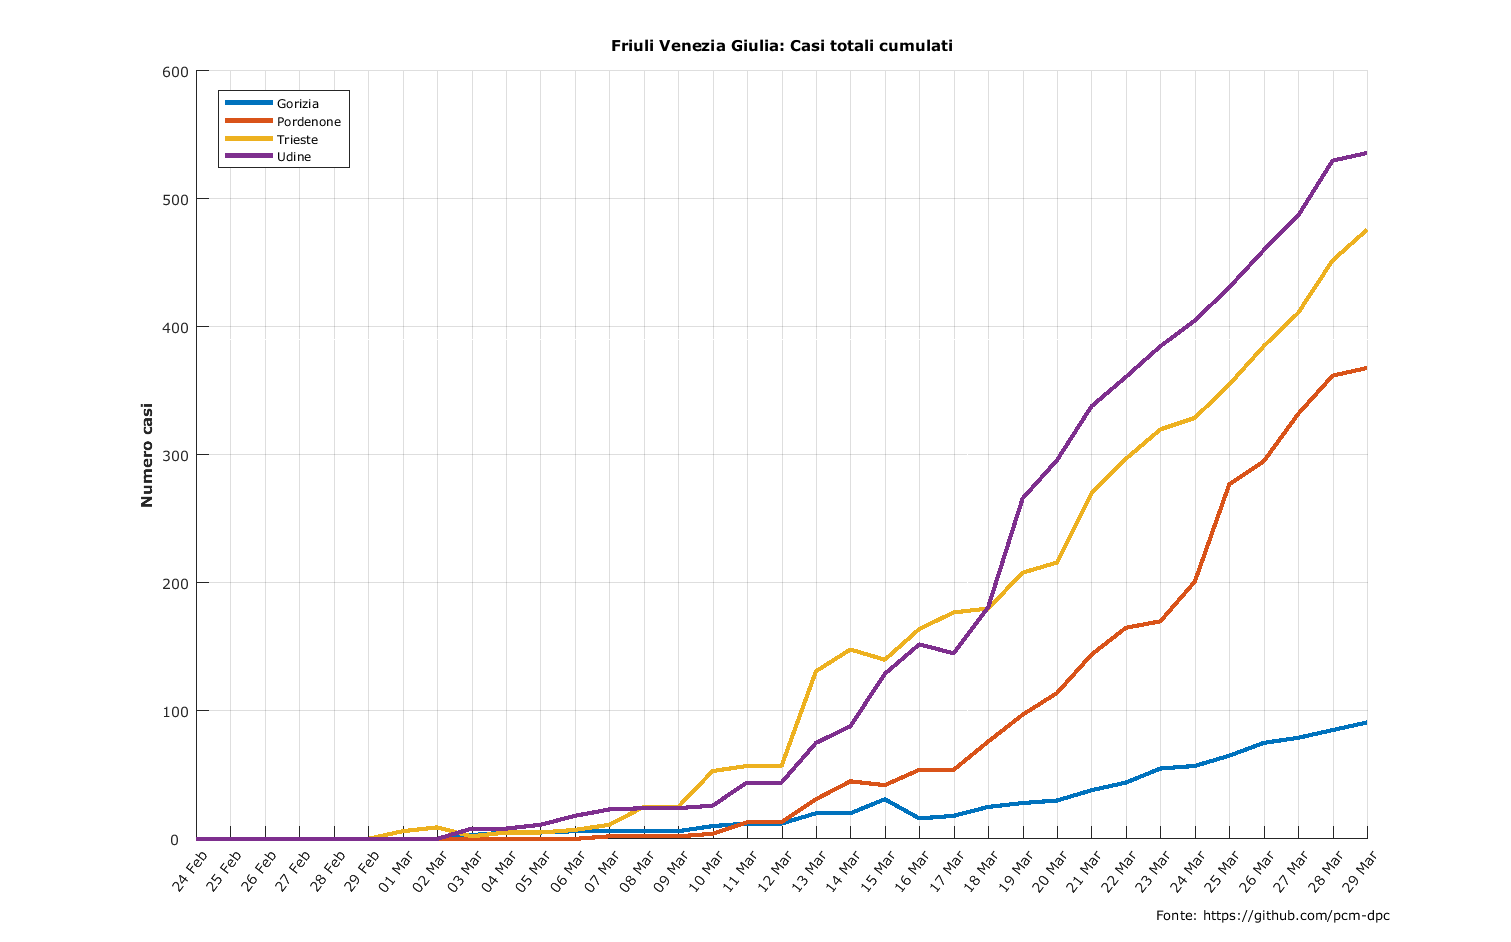 Friuli Venezia Giulia: Casi totali cumulati
600
500
400
300
200
100
0
Numero casi
Gorizia
Pordenone
Trieste
Udine
24 Feb
25 Feb
26 Feb
27 Feb
28 Feb
29 Feb
01 Mar
02 Mar
03 Mar
04 Mar
05 Mar
06 Mar
07 Mar
08 Mar
09 Mar
10 Mar
11 Mar
12 Mar
13 Mar
14 Mar
15 Mar
16 Mar
17 Mar
18 Mar
19 Mar
20 Mar
21 Mar
22 Mar
23 Mar
24 Mar
25 Mar
26 Mar
27 Mar
28 Mar
29 Mar
Fonte: https://github.com/pcm-dpc